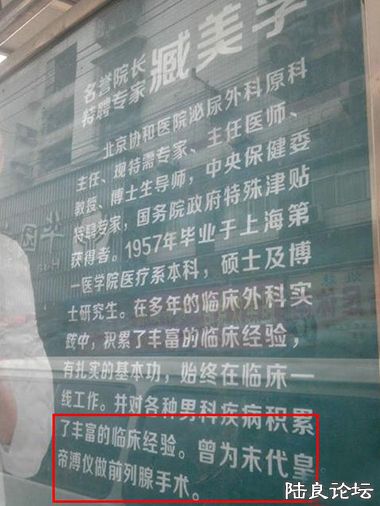 名誉院长
特聘专家 臧美孚
北京协和医院泌尿外科原科
主任、现特需专家、主任医师、
教授、博士生导师，中央保健委
特聘专家，国务院政府特殊津贴
获得者。1957年毕业于上海第
一医学院医疗系本科，硕士及博
士研究生。在多年的临床外科实
践中，积累了丰富的临床经验，
有扎实的基本功，始终在临床一
线工作。并对各种男科疾病积累
了丰富的临床经验。曾为末代皇
帝溥仪做前列腺手术。
陆良论坛